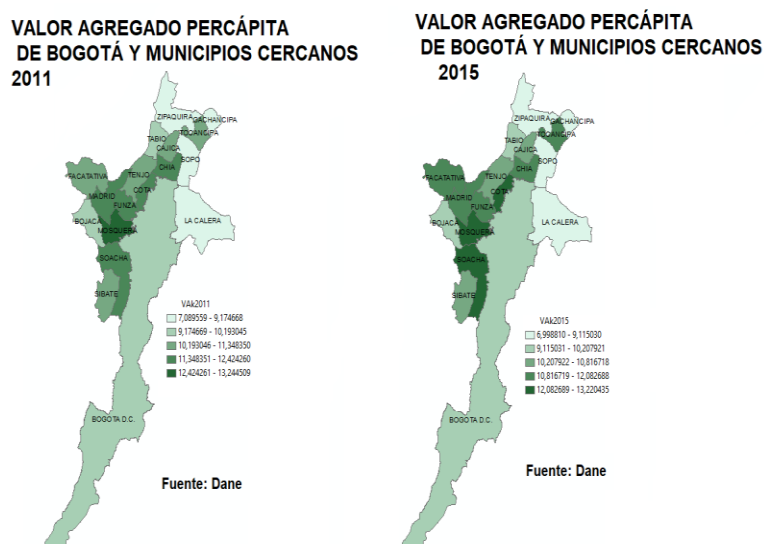 VALOR AGREGADO PERCÁPITA
DE BOGOTÁ Y MUNICIPIOS CERCANOS
2011
ZIPAQUIRA
GACHANCIPA
TOCANCIPA
TABIO
CAJICA
SOPO
CHIA
TENJO
FACATATIVA
COTA
MADRID
FUNZA
BOJACA
LA CALERA
MOSQUERA
SOACHA
SIBATE
VAk2011
7,089559 - 9,174668
9,174669 - 10,193045
10,193046 - 11,348350
11,348351 - 12,424260
12,424261 - 13,244509
BOGOTA D.C.
Fuente: Dane
VALOR AGREGADO PERCÁPITA
DE BOGOTÁ Y MUNICIPIOS CERCANOS
2015
ZIPAQUIRA
GACHANCIPA
TOCANCIPA
TABIO
CAJICA
SOPO
CHIA
TENJO
FACATATIVA
COTA
MADRID
FUNZA
BOJACA
LA CALERA
MOSQUERA
SOACHA
SIBATE
VAk2015
6,998810 - 9,115030
9,115031 - 10,207921
10,207922 - 10,816718
10,816719 - 12,082688
12,082689 - 13,220435
BOGOTA D.C.
Fuente: Dane